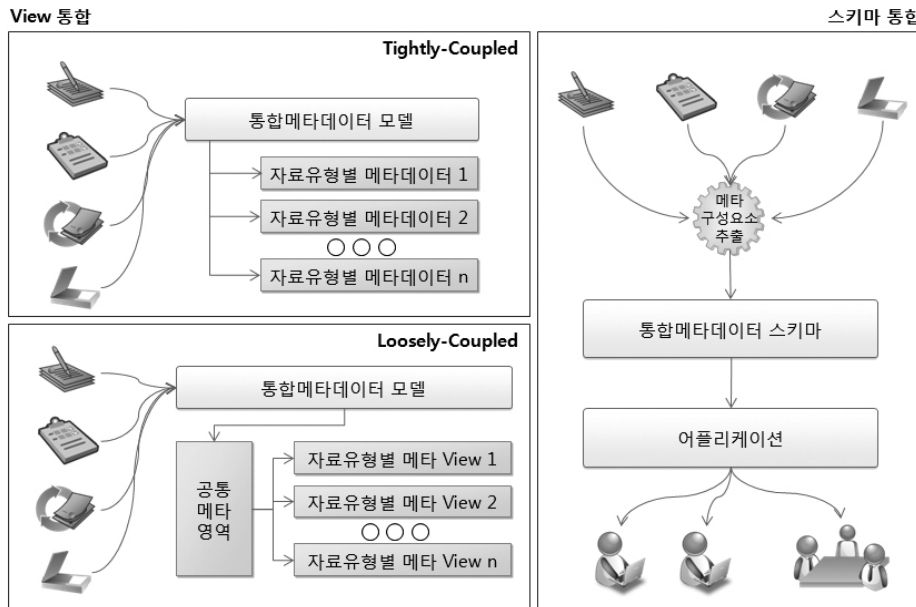 View 통합
Tightly-Coupled
통합메타데이터 모델
자료유형별 메타데이터 1
자료유형별 메타데이터 2
자료유형별 메타데이터 n
Loosely-Coupled
통합메타데이터 모델
공통
메타
영역
자료유형별 메타 View 1
자료유형별 메타 View 2
자료유형별 메타 View n
스키마 통합
메타
구성요소
추출
통합메타데이터 스키마
어플리케이션